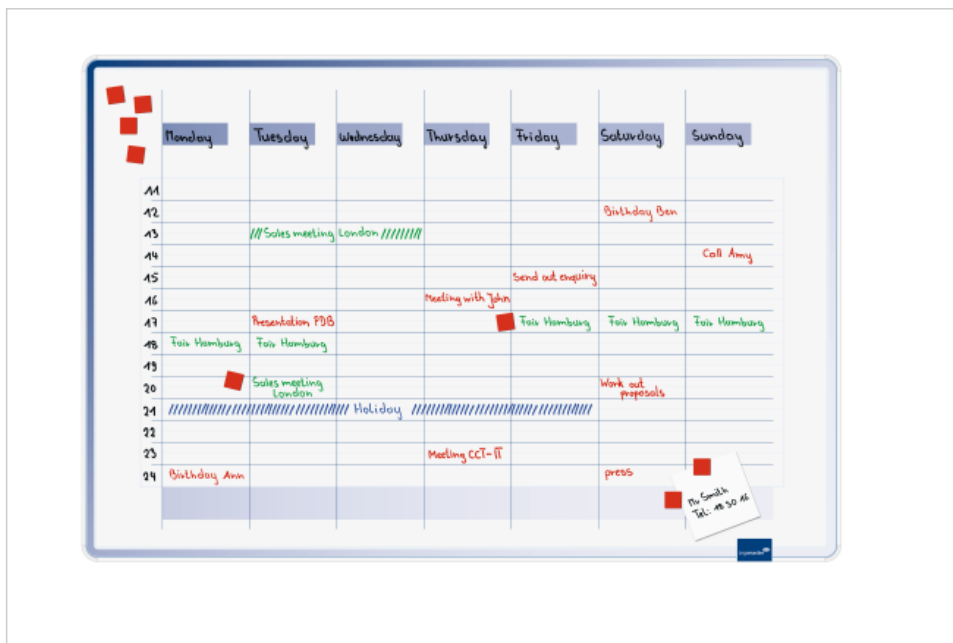 Monday Tuesday Wednesday Thursday Friday Saturday Sunday
11
12 Birthday Ben
13 /// Sales meeting London /////////
14 Call Amy
15 Send out enquiry
16 Meeting with John
17 Presentation PDB Fair Hamburg Fair Hamburg Fair Hamburg
18 Fair Hamburg Fair Hamburg
19
20 Sales meeting London Work out proposals
21 Holiday
22
23 Meeting CCT-IT
24 Birthday Ann press
Mr Smith
Tel: 18 30 16